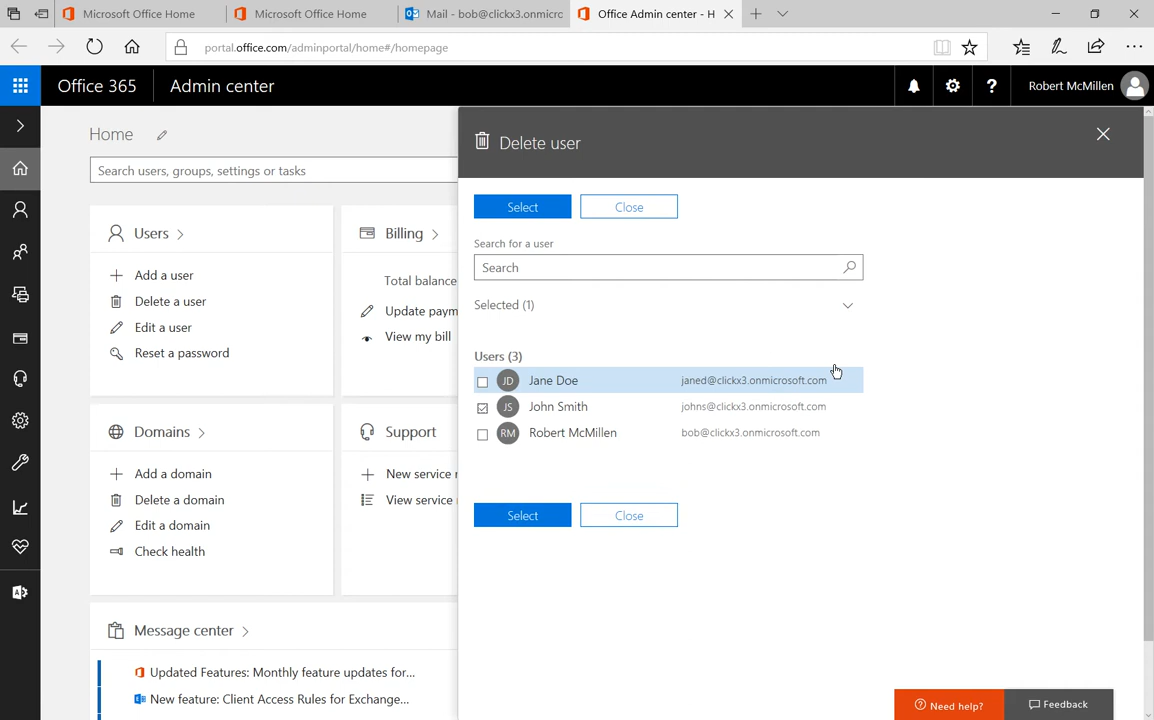 Microsoft Office Home
Microsoft Office Home
Mail - bob@clickx3.onmicrc
Office Admin center - H
portal.office.com/adminportal/home#/homepage
Office 365
Admin center
Robert McMillen
Home
Search users, groups, settings or tasks
Users
Add a user
Delete a user
Edit a user
Reset a password
Billing
Total balance
Update paym
View my bill
Domains
Add a domain
Delete a domain
Edit a domain
Check health
Support
New service r
View service
Message center
Updated Features: Monthly feature updates for...
New feature: Client Access Rules for Exchange...
Delete user
Select
Close
Search for a user
Search
Selected (1)
Users (3)
JD Jane Doe janed@clickx3.onmicrosoft.com
JS John Smith johns@clickx3.onmicrosoft.com
RM Robert McMillen bob@clickx3.onmicrosoft.com
Select
Close
Need help?
Feedback